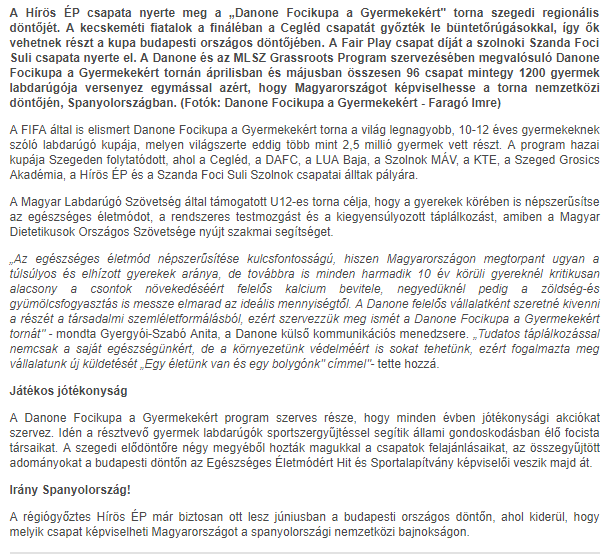 A Hírös ÉP csapata nyerte meg a „Danone Focikupa a Gyermekekért" torna szegedi regionális
döntőjét. A kecskeméti fiatalok a fináléban a Cegléd csapatát győzték le büntetőrúgásokkal, így ők
vehetnek részt a kupa budapesti országos döntőjében. A Fair Play csapat díját a szolnoki Szanda Foci
Suli csapata nyerte el. A Danone és az MLSZ Grassroots Program szervezésében megvalósuló Danone
Focikupa a Gyermekekért tornán áprilisban és májusban összesen 96 csapat mintegy 1200 gyermek
labdarúgója versenyez egymással azért, hogy Magyarországot képviselhesse a torna nemzetközi
döntőjén, Spanyolországban. (Fotók: Danone Focikupa a Gyermekekért - Faragó Imre)
A FIFA által is elismert Danone Focikupa a Gyermekekért torna a világ legnagyobb, 10-12 éves gyermekeknek
szóló labdarúgó kupája, melyen világszerte eddig több mint 2,5 millió gyermek vett részt. A program hazai
kupája Szegeden folytatódott, ahol a Cegléd, a DAFC, a LUA Baja, a Szolnok MÁV, a KTE, a Szeged Grosics
Akadémia, a Hírös ÉP és a Szanda Foci Suli Szolnok csapatai álltak pályára.
A Magyar Labdarúgó Szövetség által támogatott U12-es torna célja, hogy a gyerekek körében is népszerűsítse
az egészséges életmódot, a rendszeres testmozgást és a kiegyensúlyozott táplálkozást, amiben a Magyar
Dietetikusok Országos Szövetsége nyújt szakmai segítséget.
„Az egészséges életmód népszerűsítése kulcsfontosságú, hiszen Magyarországon megtorpant ugyan a
túlsúlyos és elhízott gyerekek aránya, de továbbra is minden harmadik 10 év körüli gyereknél kritikusan
alacsony a csontok növekedéséért felelős kalcium bevitele, negyedüknél pedig a zöldség-és
gyümölcsfogyasztás is messze elmarad az ideális mennyiségtől. A Danone felelős vállalatként szeretné kivenni
a részét a társadalmi szemléletformálásból, ezért szervezzük meg ismét a Danone Focikupa a Gyermekekért
tornát" - mondta Gyergyói-Szabó Anita, a Danone külső kommunikációs menedzsere. „Tudatos táplálkozással
nemcsak a saját egészségünkért, de a környezetünk védelméért is sokat tehetünk, ezért fogalmazta meg
vállalatunk új küldetését „Egy életünk van és egy bolygónk" címmel"- tette hozzá.
Játékos jótékonyság
A Danone Focikupa a Gyermekekért program szerves része, hogy minden évben jótékonysági akciókat
szervez. Idén a résztvevő gyermek labdarúgók sportszergyűjtéssel segítik állami gondoskodásban élő focista
társaikat. A szegedi elődöntőre négy megyéből hozták magukkal a csapatok felajánlásaikat, az összegyűjtött
adományokat a budapesti döntőn az Egészséges Életmódért Hit és Sportalapítvány képviselői veszik majd át.
Irány Spanyolország!
A régiógyőztes Hírös ÉP már biztosan ott lesz júniusban a budapesti országos döntőn, ahol kiderül, hogy
melyik csapat képviselheti Magyarországot a spanyolországi nemzetközi bajnokságon.